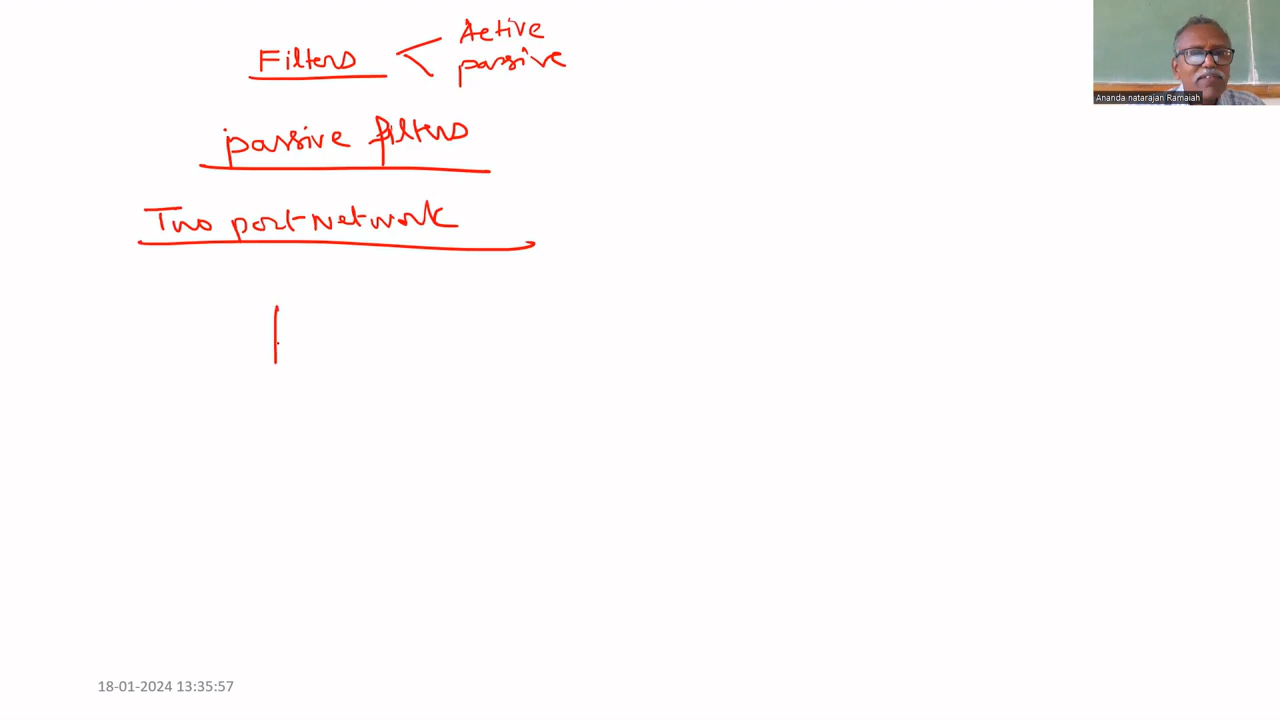 Filters
Active
passive
passive filters
Two port Network
Ananda natarajan Ramaiah
18-01-2024 13:35:57